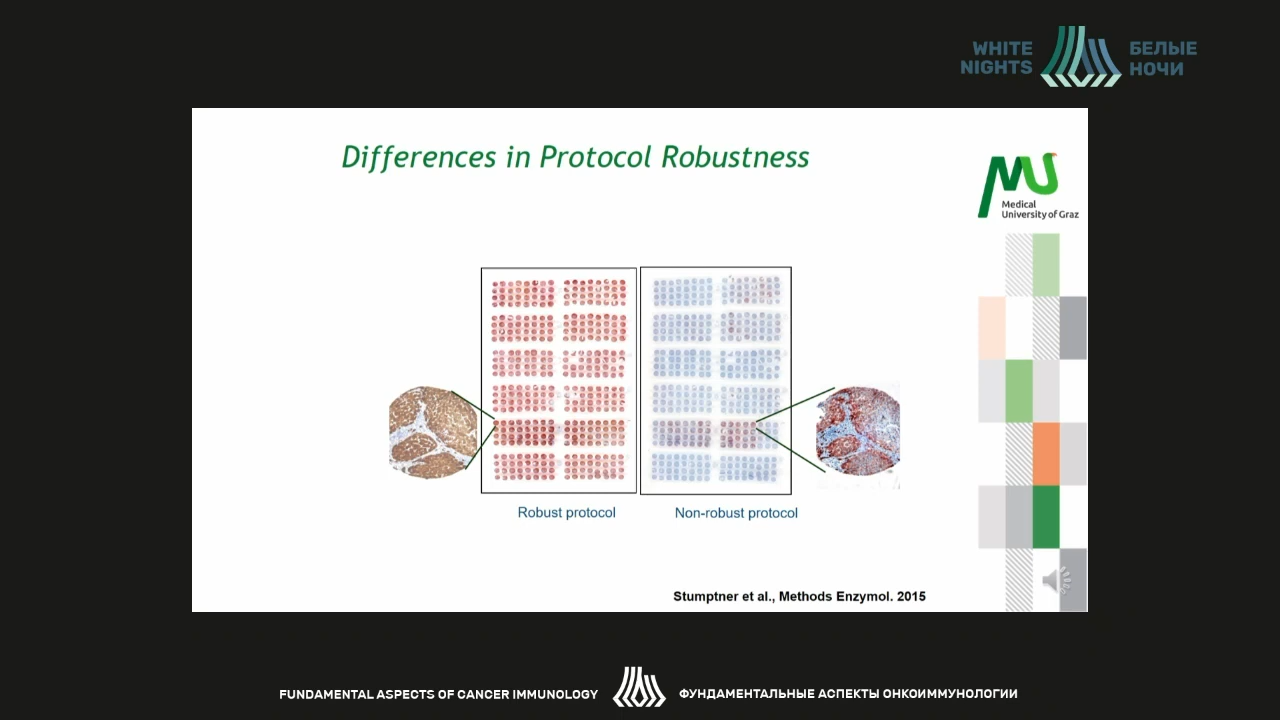 WHITE
NIGHTS
БЕЛЫЕ
НОЧИ
Differences in Protocol Robustness
Medical
University of Graz
Robust protocol
Non-robust protocol
Stumptner et al., Methods Enzymol. 2015
FUNDAMENTAL ASPECTS OF CANCER IMMUNOLOGY
ФУНДАМЕНТАЛЬНЫЕ АСПЕКТЫ ОНКОИММУНОЛОГИИ